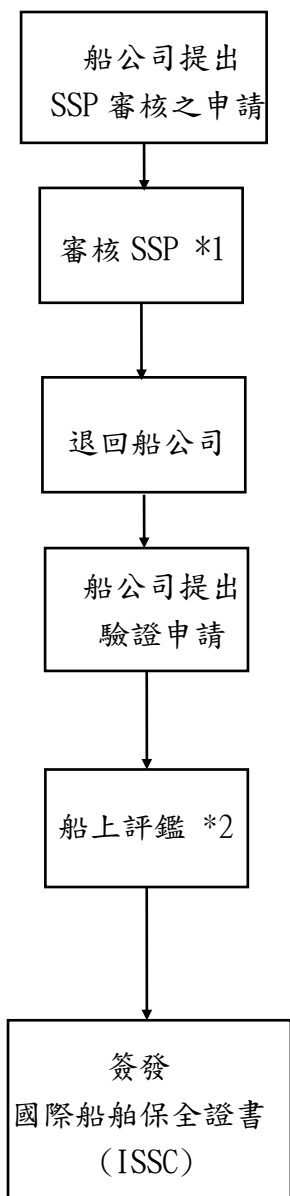 船公司提出
SSP 審核之申請
審核 SSP *1
退回船公司
船公司提出
驗證申請
船上評鑑 *2
簽發
國際船舶保全證書
(ISSC)